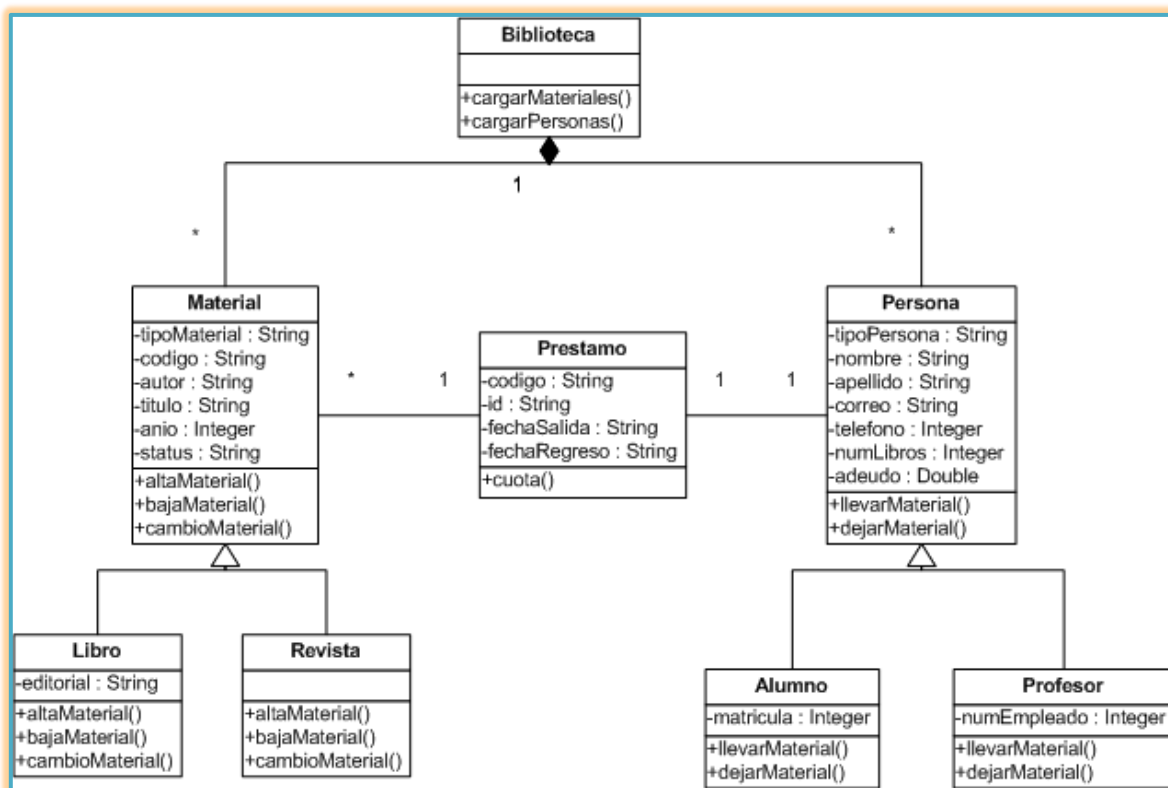 Biblioteca
+cargarMateriales()
+cargarPersonas()
1
*
*
Material
-tipoMaterial : String
-codigo : String
-autor : String
-titulo : String
-anio : Integer
-status : String
+altaMaterial()
+bajaMaterial()
+cambioMaterial()
*
1
Prestamo
-codigo : String
-id : String
-fechaSalida : String
-fechaRegreso : String
+cuota()
1
1
Persona
-tipoPersona : String
-nombre : String
-apellido : String
-correo : String
-telefono : Integer
-numLibros : Integer
-adeudo : Double
+llevarMaterial()
+dejarMaterial()
Libro
-editorial : String
+altaMaterial()
+bajaMaterial()
+cambioMaterial()
Revista
+altaMaterial()
+bajaMaterial()
+cambioMaterial()
Alumno
-matricula : Integer
+llevarMaterial()
+dejarMaterial()
Profesor
-numEmpleado : Integer
+llevarMaterial()
+dejarMaterial()